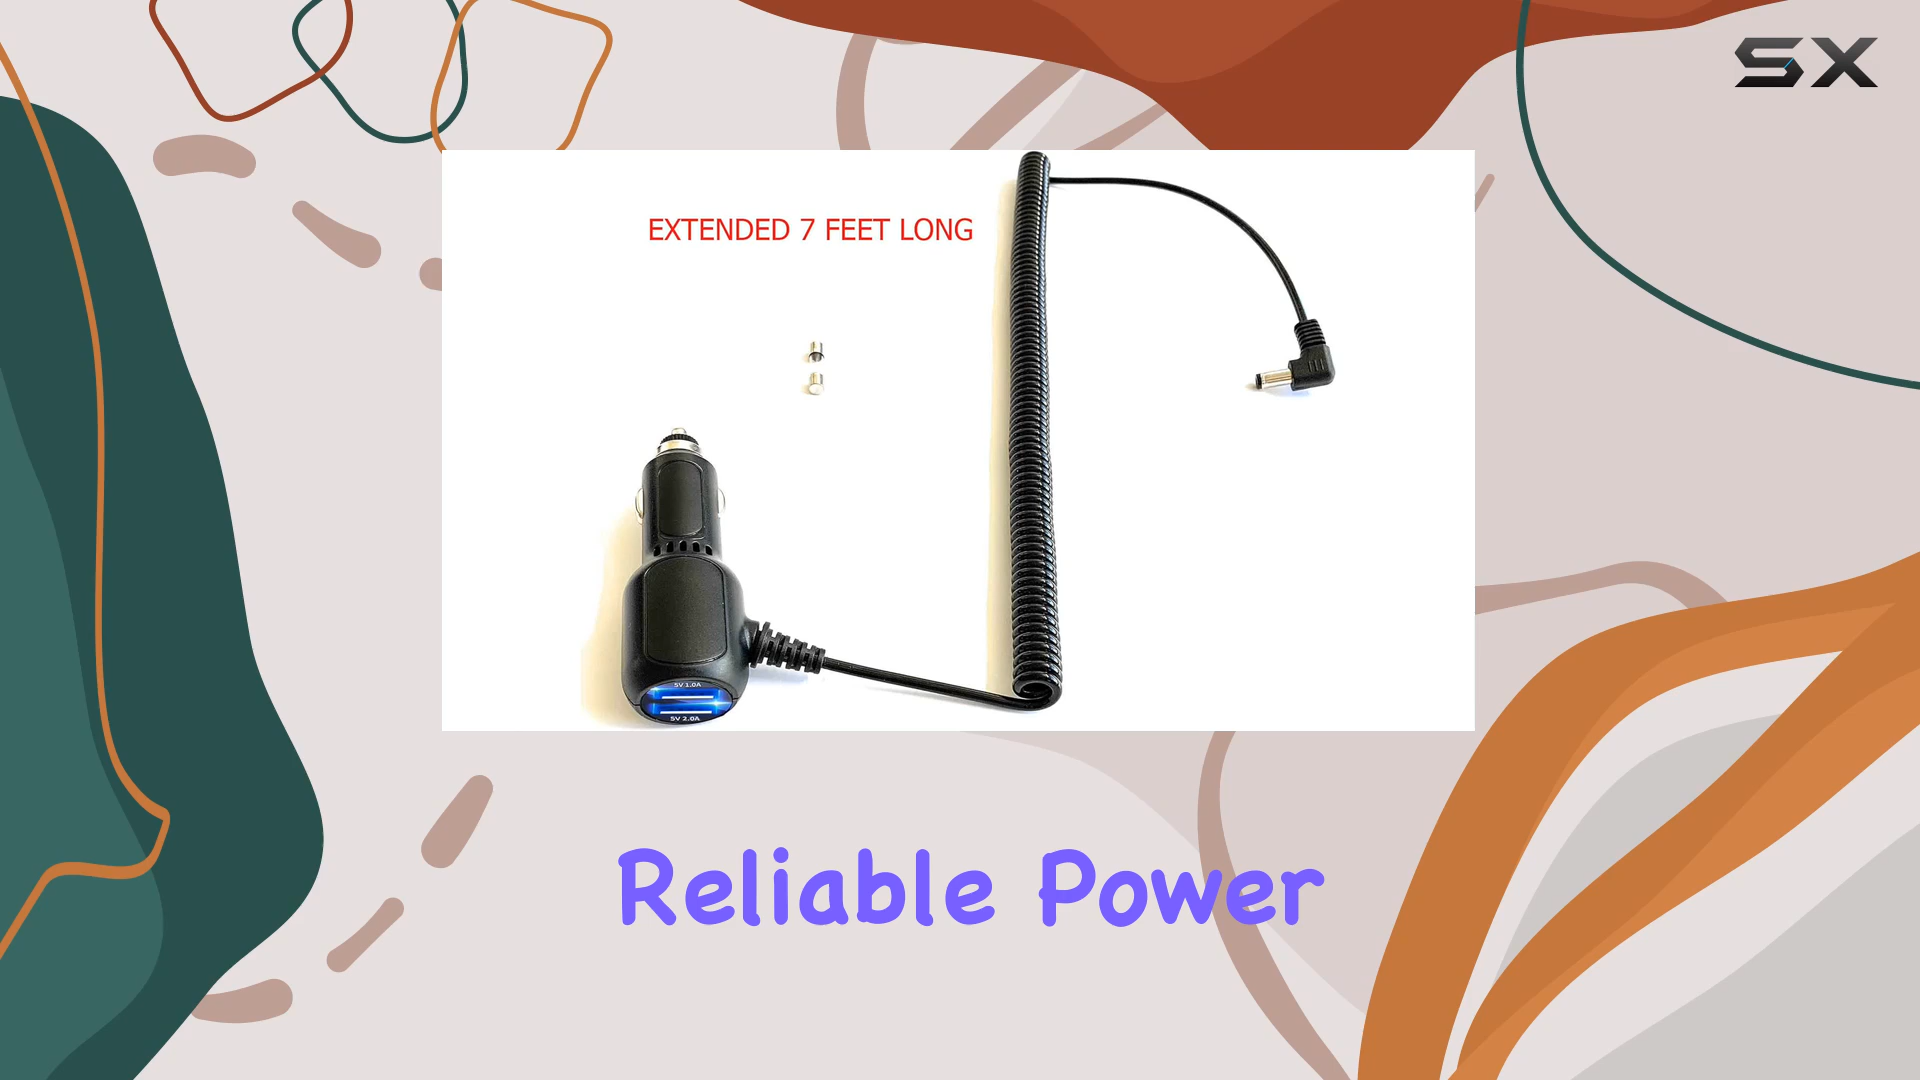 SX
EXTENDED 7 FEET LONG
5V 1.0A
5V 2.0A
Reliable Power